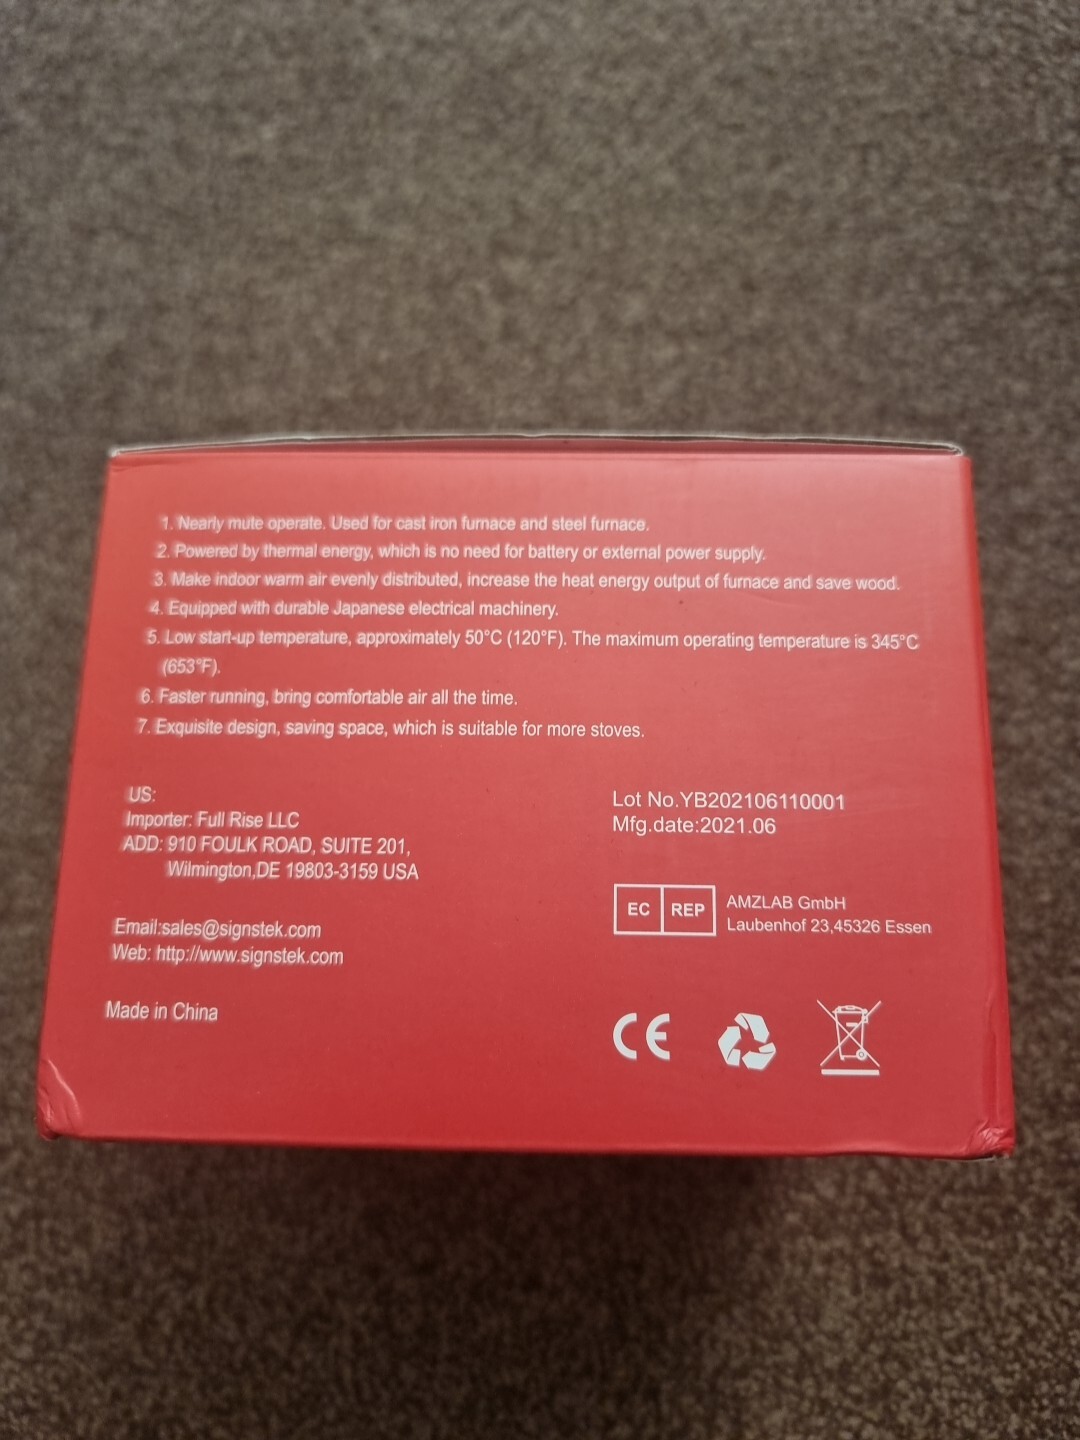 1. Nearly mute operate. Used for cast iron furnace and steel furnace.
2. Powered by thermal energy, which is no need for battery or external power supply.
3. Make indoor warm air evenly distributed, increase the heat energy output of furnace and save wood.
4. Equipped with durable Japanese electrical machinery.
5. Low start-up temperature, approximately 50°C (120°F). The maximum operating temperature is 345°C
(653°F).
6. Faster running, bring comfortable air all the time.
7. Exquisite design, saving space, which is suitable for more stoves.
US:
Importer: Full Rise LLC
ADD: 910 FOULK ROAD, SUITE 201,
Wilmington,DE 19803-3159 USA
Email:sales@signstek.com
Web: http://www.signstek.com
Made in China
Lot No.YB202106110001
Mfg.date:2021.06
EC REP
AMZLAB GmbH
Laubenhof 23,45326 Essen
CE